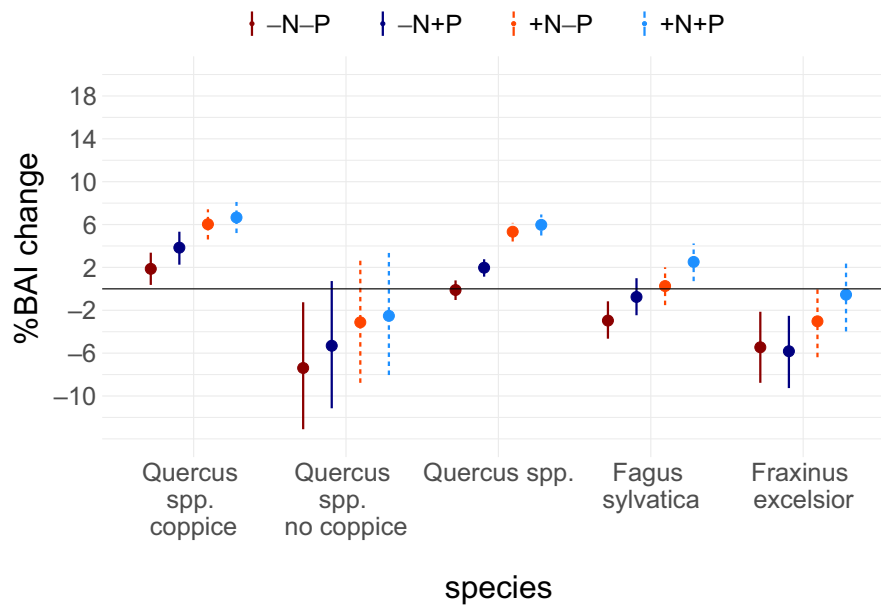 –N–P –N+P +N–P +N+P
18
14
10
6
2
–2
–6
–10
%BAI change
Quercus
spp.
coppice
Quercus
spp.
no coppice
Quercus spp.
Fagus
sylvatica
Fraxinus
excelsior
species